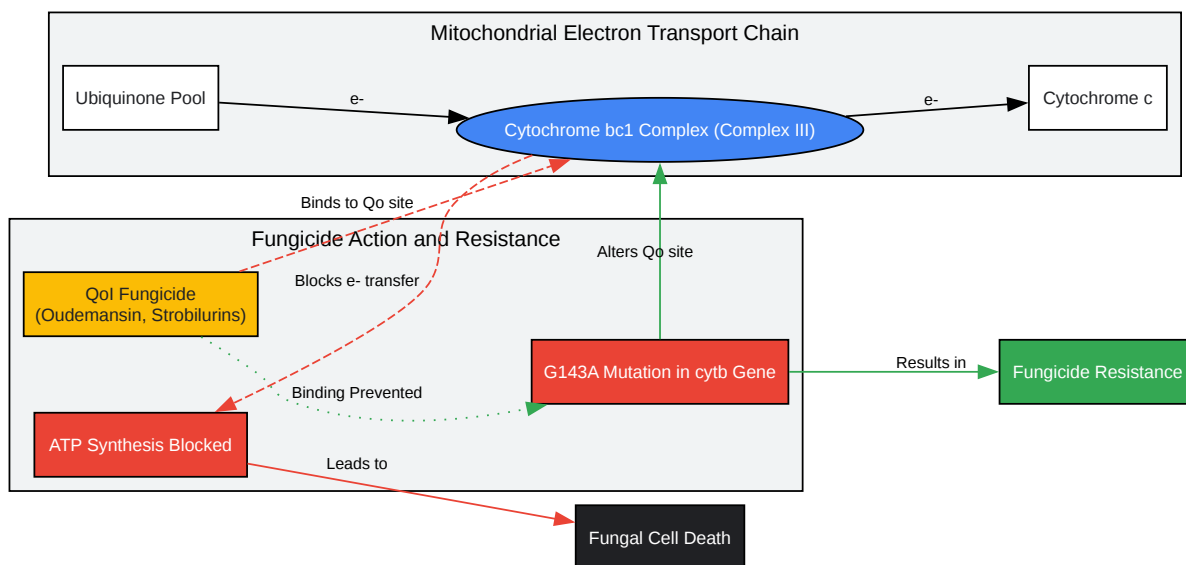 Mitochondrial Electron Transport Chain
Ubiquinone Pool
e-
Cytochrome bc1 Complex (Complex III)
e-
Cytochrome c
Binds to Qo site
Fungicide Action and Resistance
Alters Qo site
Blocks e- transfer
QoI Fungicide
(Oudemansin, Strobilurins)
G143A Mutation in cytb Gene
Results in
Fungicide Resistance
Binding Prevented
ATP Synthesis Blocked
Leads to
Fungal Cell Death